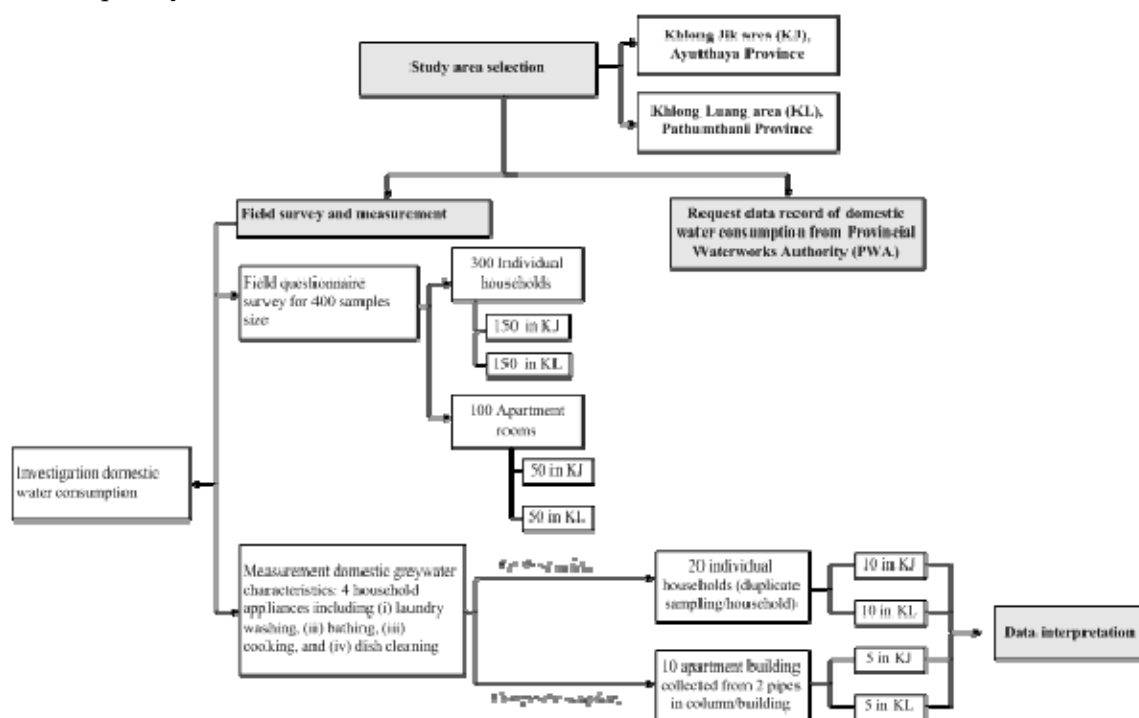 Khlong Jik area (KJ),
Ayutthaya Province
Study area selection
Khlong Luang area (KL),
Pathumthani Province
Field survey and measurement
Request data record of domestic
water consumption from Provincial
Waterworks Authority (PWA)
Field questionnaire
survey for 400 samples
size
300 Individual
households
150 in KJ
150 in KL
100 Apartment
rooms
50 in KJ
50 in KL
Investigation domestic
water consumption
Measurement domestic greywater
characteristics: 4 household
appliances including (i) laundry
washing, (ii) bathing, (iii)
cooking, and (iv) dish cleaning
20 individual
households (duplicate
sampling/household)
10 in KJ
10 in KL
10 apartment building
collected from 2 pipes
in column/building
5 in KJ
5 in KL
Data interpretation